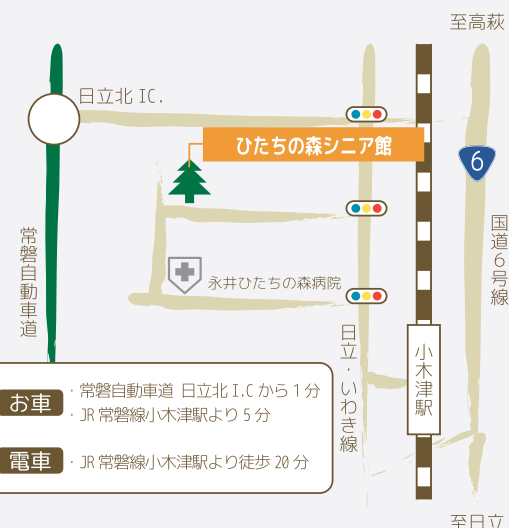 至高萩
日立北 IC.
ひたちの森シニア館
6
国道6号線
常磐自動車道
永井ひたちの森病院
日立・いわき線
小木津駅
お車
・常磐自動車道 日立北 I.C から 1 分
・JR 常磐線小木津駅より 5 分
電車
・JR 常磐線小木津駅より徒歩 20 分
至日立